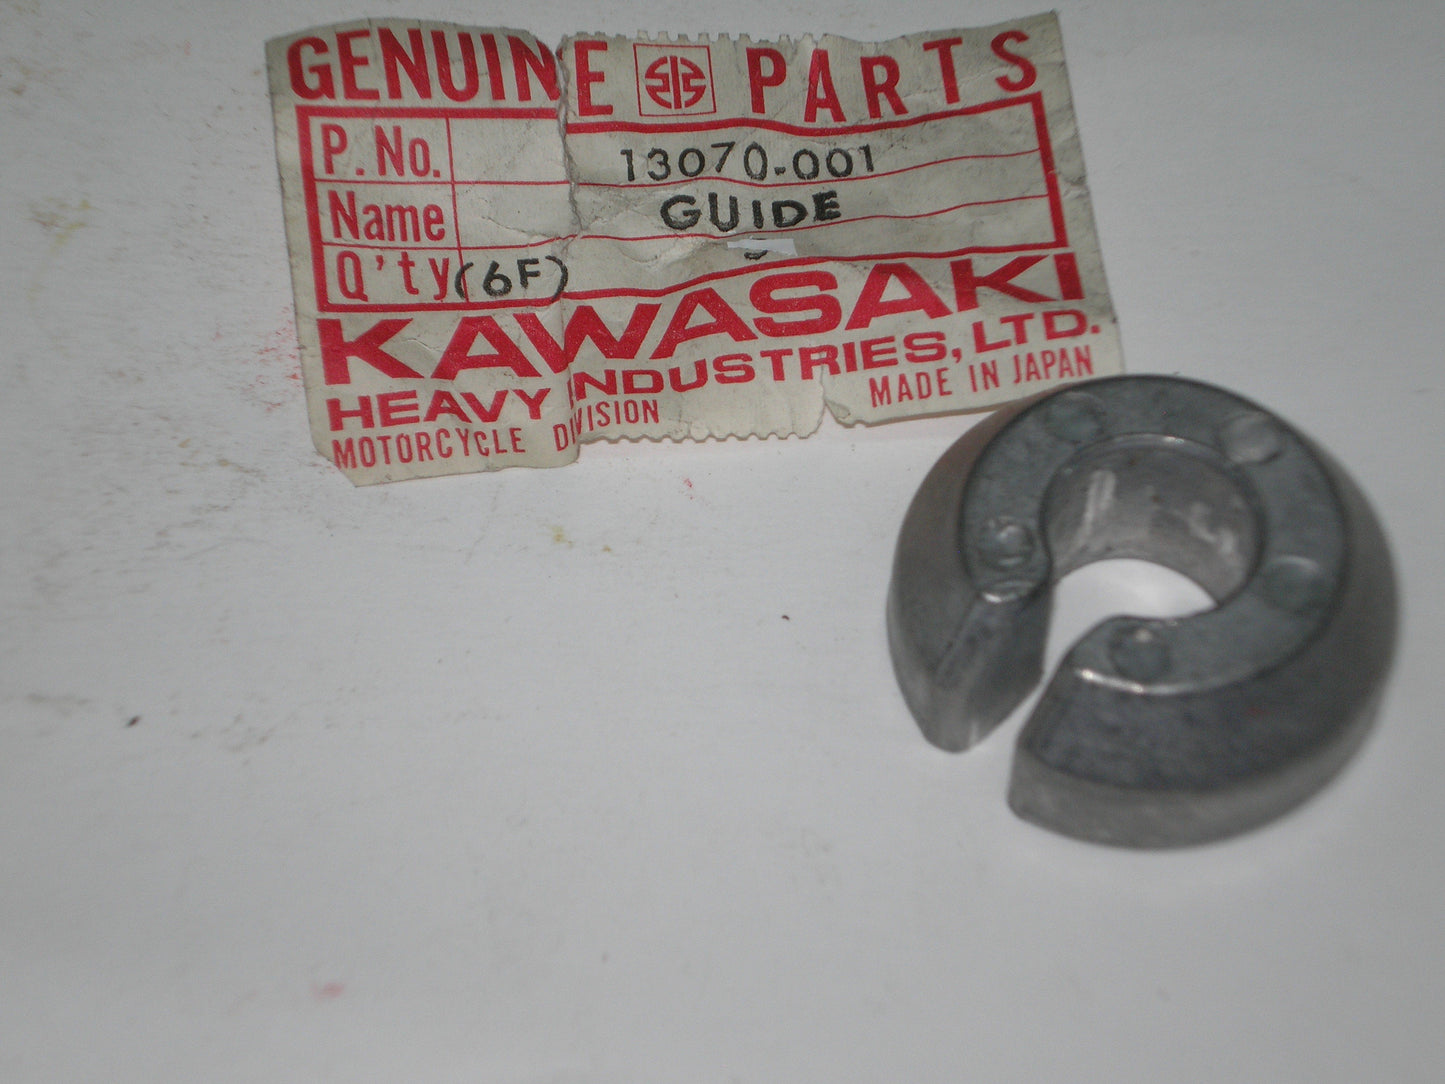 GENUINE PARTS
P. No. 13070-001
Name GUIDE
Q'ty (6F)
KAWASAKI
HEAVY INDUSTRIES, LTD.
MOTORCYCLE DIVISION MADE IN JAPAN